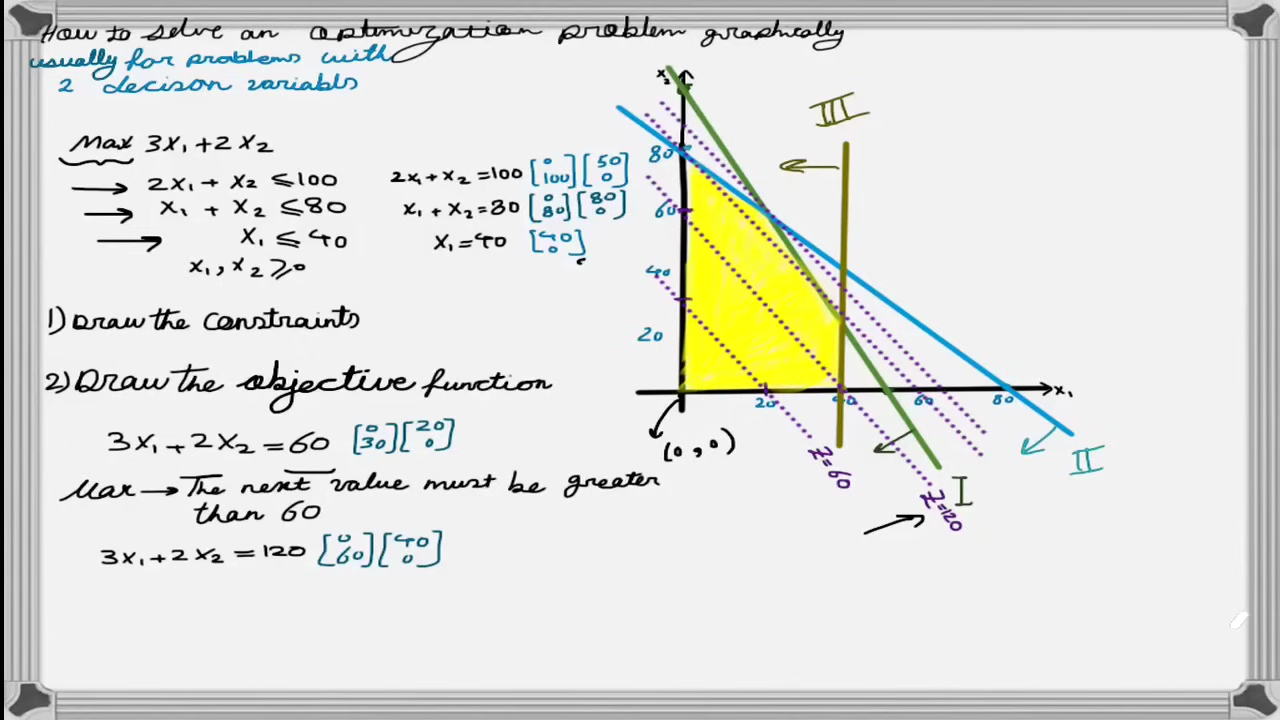 How to solve an optimization problem graphically
usually for problems with
2 decison variabls
Max 3x₁ + 2x₂
2x₁ + x₂ ≤ 100
x₁ + x₂ ≤ 80
x₁ ≤ 40
x₁, x₂ ≥ 0
2x₁ + x₂ = 100 [0 100] [50 0]
x₁ + x₂ = 80 [0 80] [80 0]
x₁ = 40 [40 0]
1) Draw the constraints
2) Draw the objective function
3x₁ + 2x₂ = 60 [0 30] [20 0]
Max → The next value must be greater
than 60
3x₁ + 2x₂ = 120 [0 60] [40 0]
x₂
III
80
60
40
20
20 40 60 80 x₁
(0, 0)
Z=60
Z=120
I
II